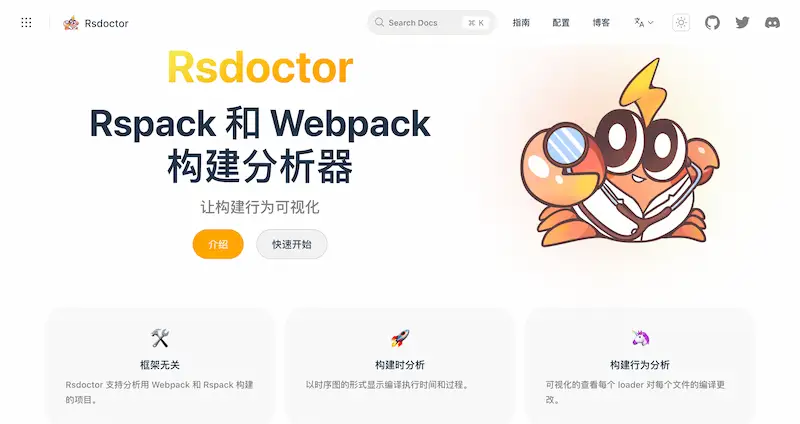 Rsdoctor
Search Docs
⌘ K
指南
配置
博客
Rsdoctor
Rspack 和 Webpack
构建分析器
让构建行为可视化
介绍
快速开始
框架无关
Rsdoctor 支持分析用 Webpack 和 Rspack 构建
的项目。
构建时分析
以时序图的形式显示编译执行时间和过程。
构建行为分析
可视化的查看每个 loader 对每个文件的编译更
改。